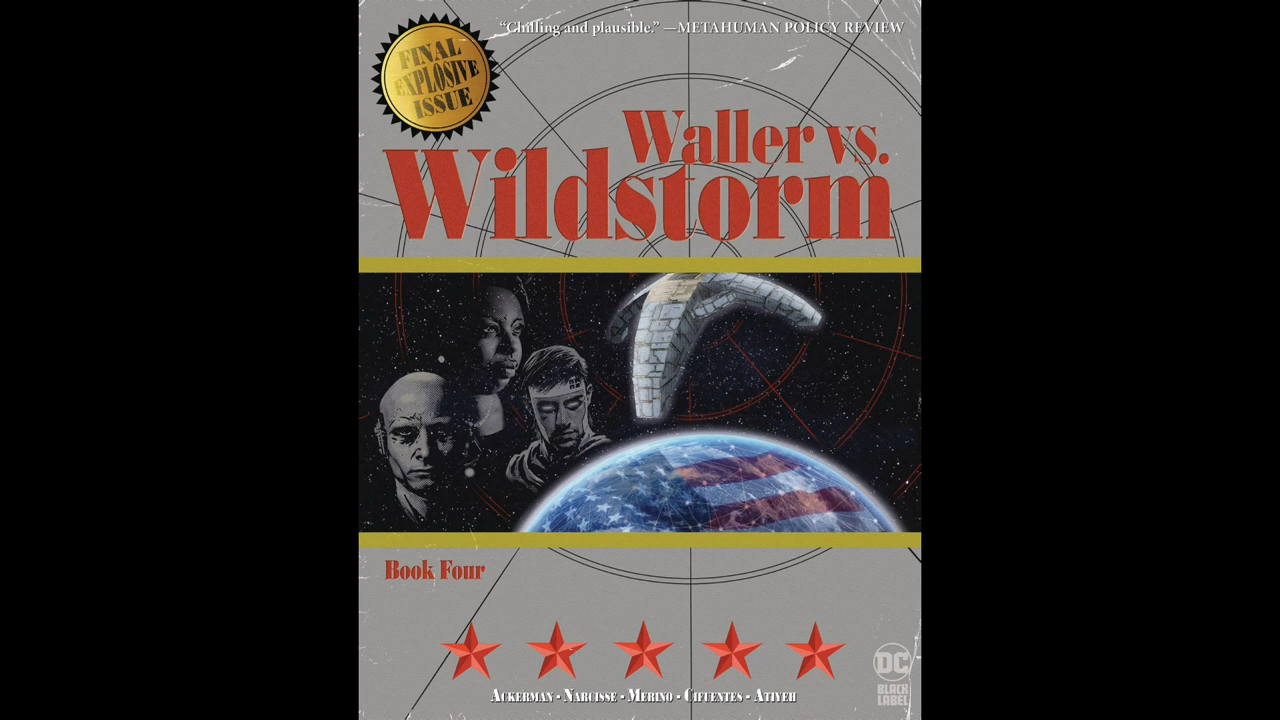 “Chilling and plausible.” —METAHUMAN POLICY REVIEW
FINAL
EXPLOSIVE
ISSUE
Waller vs.
Wildstorm
Book Four
Ackerman - Narcisse - Merino - Cifuentes - Atiyeh
DC
BLACK
LABEL